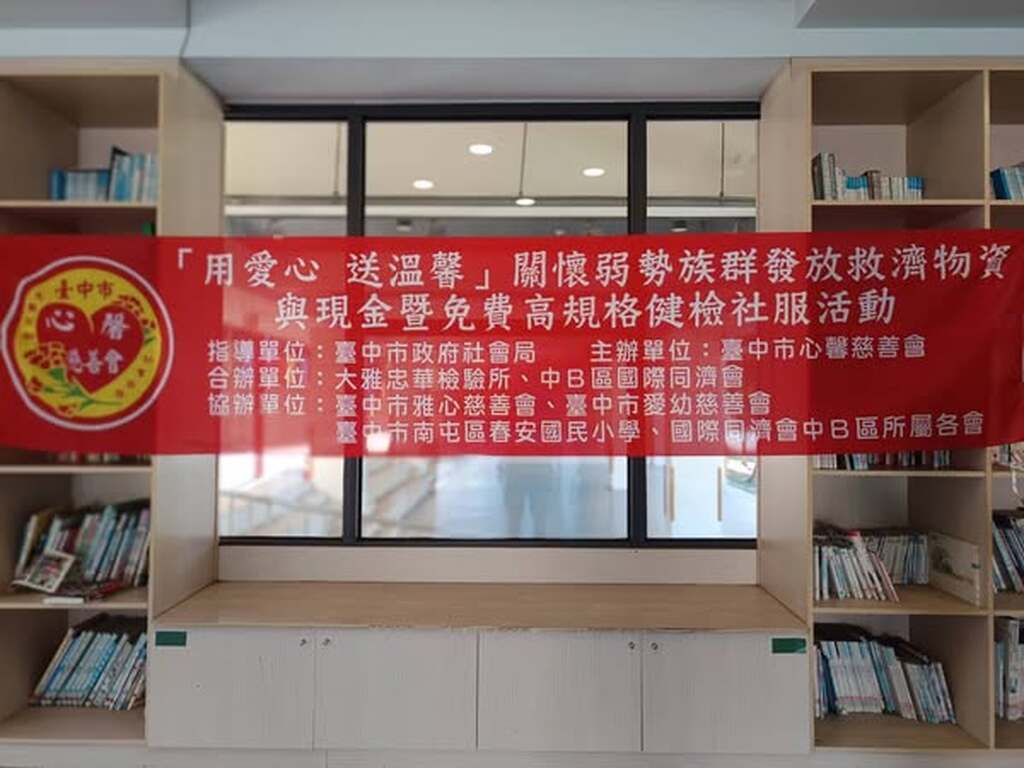 「用愛心 送溫馨」關懷弱勢族群發放救濟物資
與現金暨免費高規格健檢社服活動
指導單位：臺中市政府社會局 主辦單位：臺中市心馨慈善會
合辦單位：大雅忠華檢驗所、中B區國際同濟會
協辦單位：臺中市雅心慈善會、臺中市愛幼慈善會
臺中市南屯區春安國民小學、國際同濟會中B區所屬各會
臺中市
心馨
慈善會